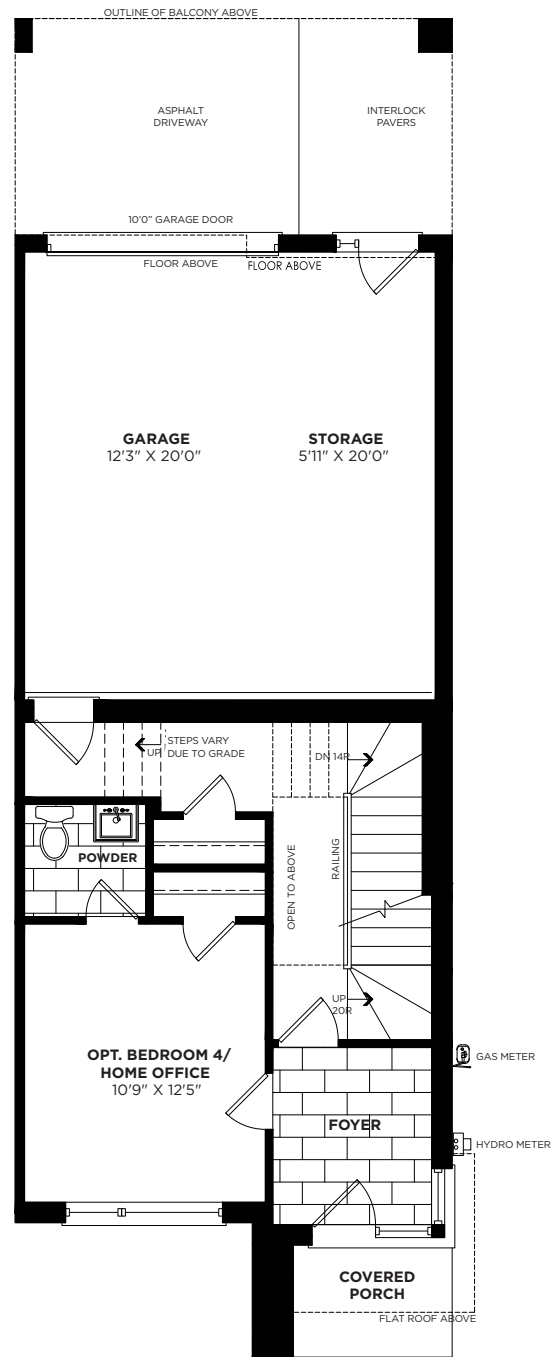 OUTLINE OF BALCONY ABOVE
ASPHALT
DRIVEWAY
INTERLOCK
PAVERS
10'0" GARAGE DOOR
FLOOR ABOVE
FLOOR ABOVE
GARAGE
12'3" X 20'0"
STORAGE
5'11" X 20'0"
UP
STEPS VARY
DUE TO GRADE
DN 14R
POWDER
OPEN TO ABOVE
RAILING
UP
20R
OPT. BEDROOM 4/
HOME OFFICE
10'9" X 12'5"
GAS METER
FOYER
HYDRO METER
COVERED
PORCH
FLAT ROOF ABOVE